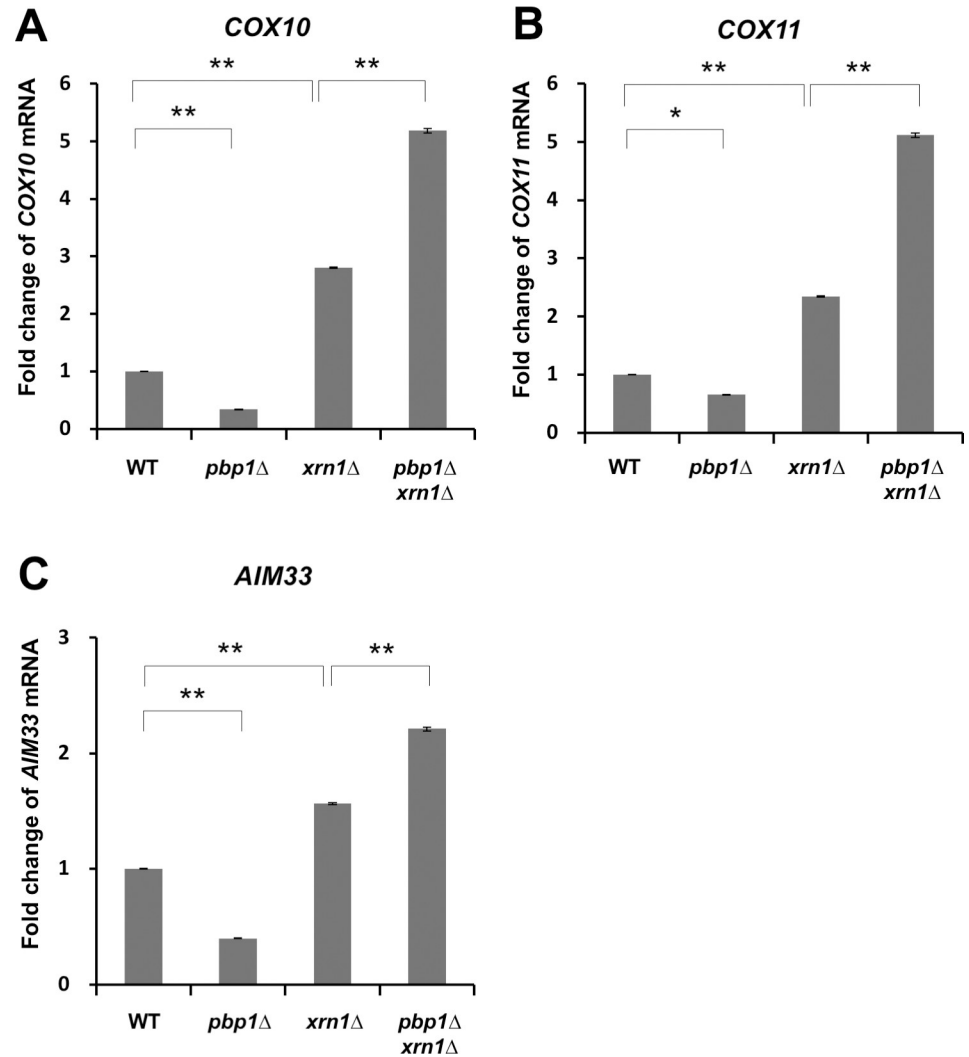 A
COX10
Fold change of COX10 mRNA
**
**
**
6
5
4
3
2
1
0
WT
pbp1Δ
xrn1Δ
pbp1Δ
xrn1Δ
B
COX11
Fold change of COX11 mRNA
**
**
*
6
5
4
3
2
1
0
WT
pbp1Δ
xrn1Δ
pbp1Δ
xrn1Δ
C
AIM33
Fold change of AIM33 mRNA
**
**
**
3
2
1
0
WT
pbp1Δ
xrn1Δ
pbp1Δ
xrn1Δ